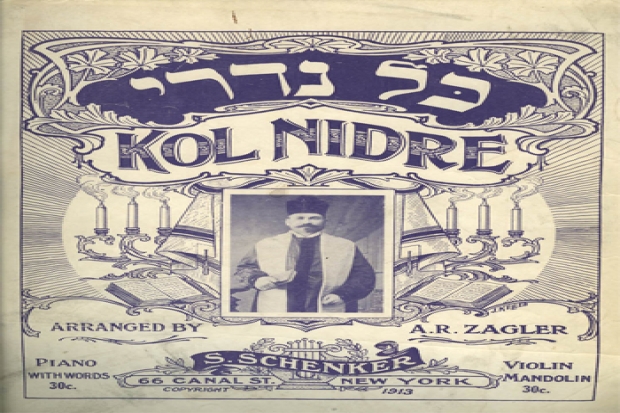 כל נדרי
KOL NIDRE
ARRANGED BY A.R. ZAGLER
S. SCHENKER
66 CANAL ST. NEW YORK
COPYRIGHT 1913
PIANO
WITH WORDS
30c.
VIOLIN
MANDOLIN
30c.